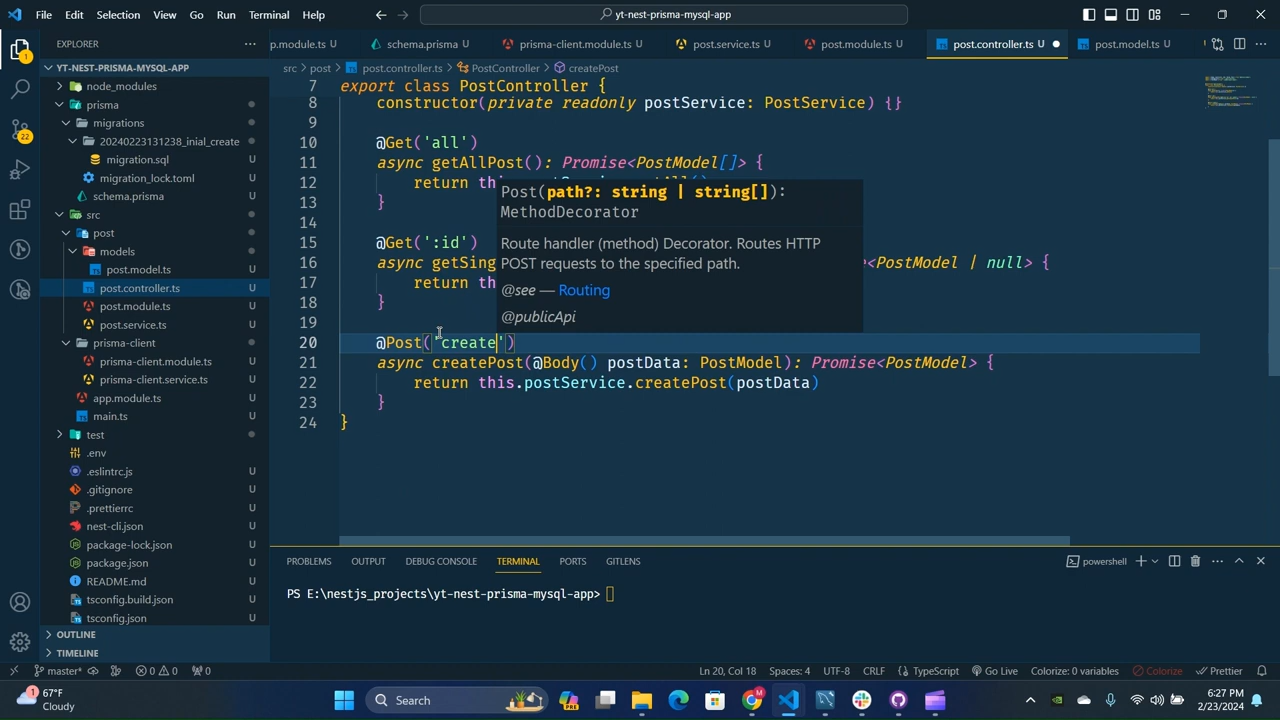 File Edit Selection View Go Run Terminal Help
yt-nest-prisma-mysql-app
EXPLORER
p.module.ts U schema.prisma U prisma-client.module.ts U post.service.ts U post.module.ts U post.controller.ts U post.model.ts U
YT-NEST-PRISMA-MYSQL-APP
src > post > post.controller.ts > PostController > createPost
node_modules
prisma
migrations
20240223131238_inial_create
migration.sql U
migration_lock.toml U
schema.prisma U
src
post
models
post.model.ts U
post.controller.ts U
post.module.ts U
post.service.ts U
prisma-client
prisma-client.module.ts U
prisma-client.service.ts U
app.module.ts U
main.ts U
test
.env U
.eslintrc.js U
.gitignore U
.prettierrc U
nest-cli.json U
package-lock.json U
package.json U
README.md U
tsconfig.build.json U
tsconfig.json U
OUTLINE
TIMELINE
7 export class PostController {
8 constructor(private readonly postService: PostService) {}
9
10 @Get('all')
11 async getAllPost(): Promise<PostModel[]> {
12 return th
13 }
14
15 @Get(':id')
16 async getSing e<PostModel | null> {
17 return th
18 }
19
20 @Post('create')
21 async createPost(@Body() postData: PostModel): Promise<PostModel> {
22 return this.postService.createPost(postData)
23 }
24 }
Post(path?: string | string[]):
MethodDecorator
Route handler (method) Decorator. Routes HTTP
POST requests to the specified path.
@see — Routing
@publicApi
PROBLEMS OUTPUT DEBUG CONSOLE TERMINAL PORTS GITLENS
powershell
PS E:\nestjs_projects\yt-nest-prisma-mysql-app>
master* 0 0 0 Ln 20, Col 18 Spaces: 4 UTF-8 CRLF TypeScript Go Live Colorize: 0 variables Colorize Prettier
1 67°F
Cloudy
Search
6:27 PM
2/23/2024